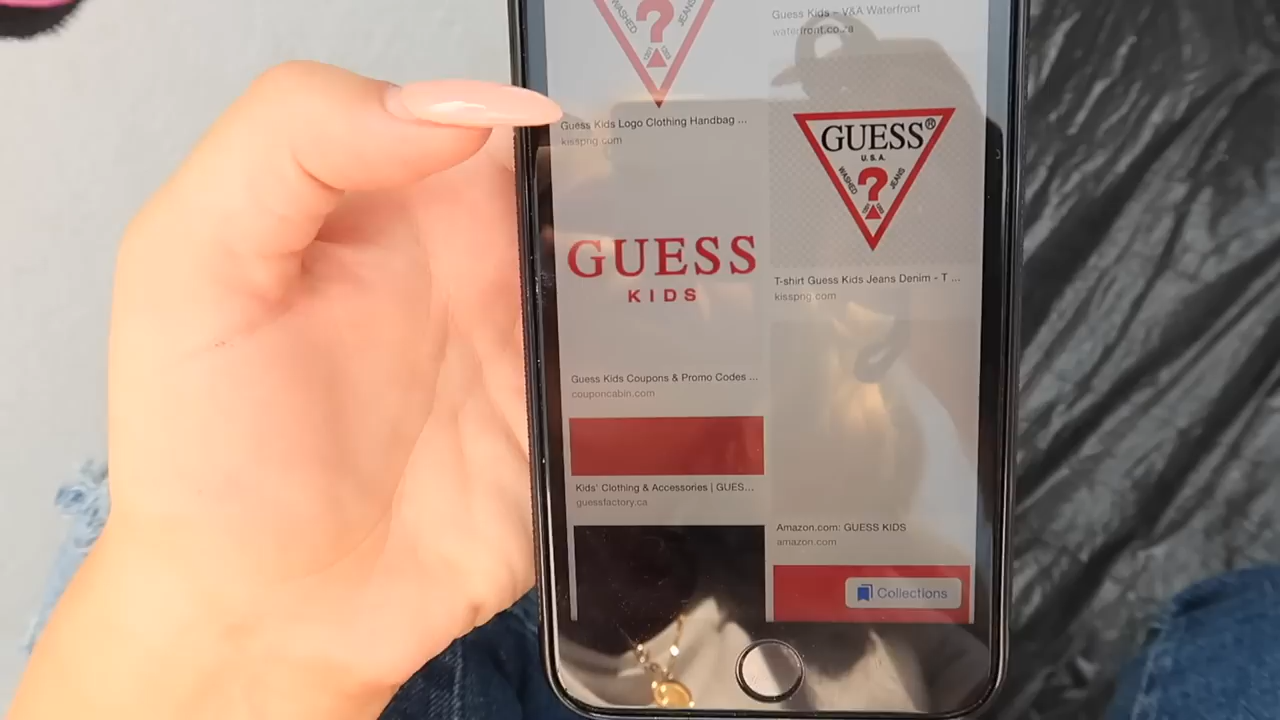 WASHED
?
JEANS
Guess Kids Logo Clothing Handbag ...
kisspng.com
GUESS
KIDS
Guess Kids Coupons & Promo Codes ...
couponcabin.com
Kids' Clothing & Accessories | GUES...
guessfactory.ca
Guess Kids – V&A Waterfront
waterfront.co.za
GUESS®
U.S.A.
WASHED
?
JEANS
T-shirt Guess Kids Jeans Denim - T ...
kisspng.com
Amazon.com: GUESS KIDS
amazon.com
Collections